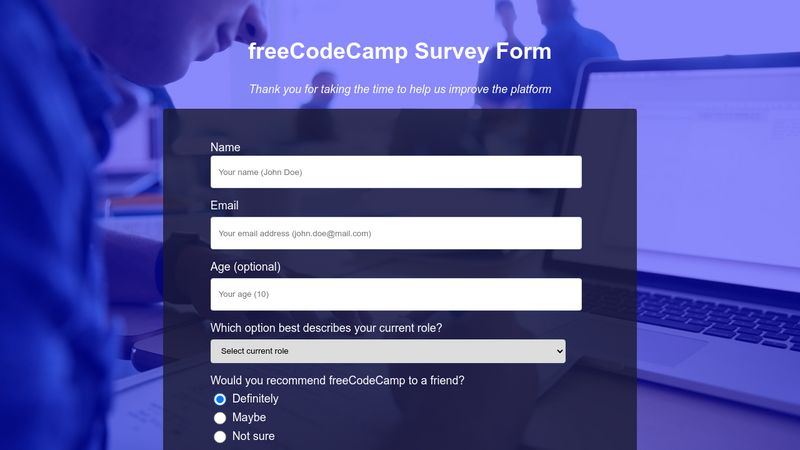 freeCodeCamp Survey Form
Thank you for taking the time to help us improve the platform
Name
Your name (John Doe)
Email
Your email address (john.doe@mail.com)
Age (optional)
Your age (10)
Which option best describes your current role?
Select current role
Would you recommend freeCodeCamp to a friend?
Definitely
Maybe
Not sure